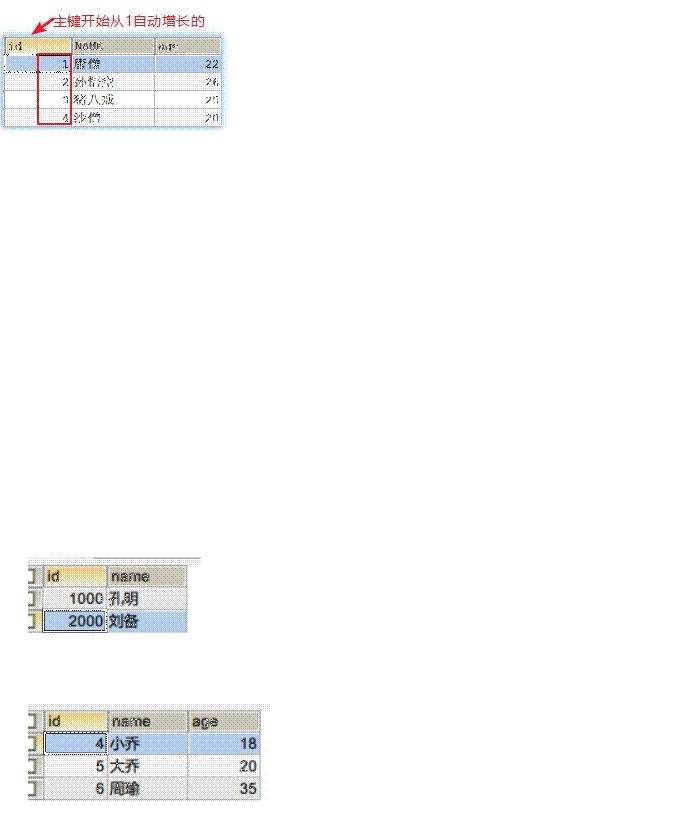 主键开始从1自动增长的
id NAME age
1 唐僧 22
2 孙悟空 26
3 猪八戒 25
4 沙僧 20
id name
1000 孔明
2000 刘备
id name age
4 小乔 18
5 大乔 20
6 周瑜 35